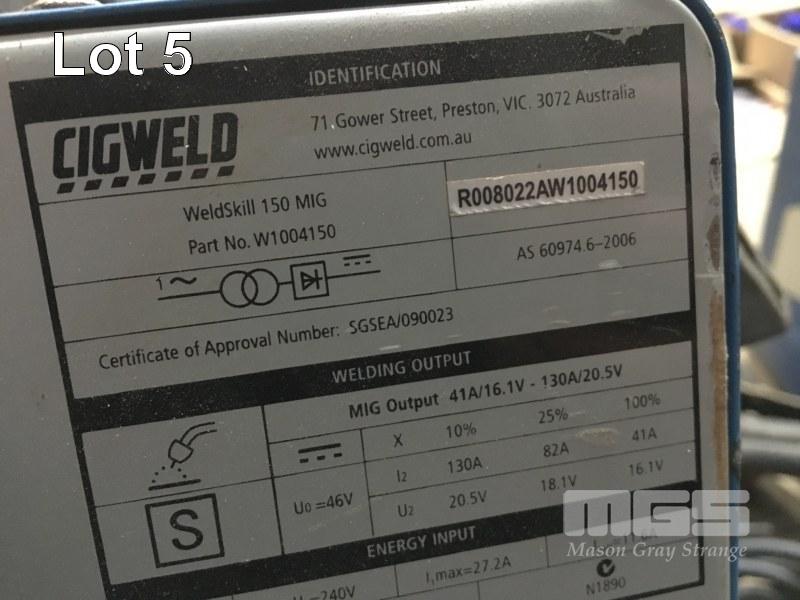 Lot 5
IDENTIFICATION
CIGWELD
71.Gower Street, Preston, VIC. 3072 Australia
www.cigweld.com.au
WeldSkill 150 MIG
Part No. W1004150
R008022AW1004150
1 ~
AS 60974.6–2006
Certificate of Approval Number: SGSEA/090023
WELDING OUTPUT
MIG Output 41A/16.1V - 130A/20.5V
X 10% 25% 100%
I2 130A 82A 41A
U0 =46V
U2 20.5V 18.1V 16.1V
S
MGS
Mason Gray Strange
ENERGY INPUT
=240V
I1max=27.2A
N1890